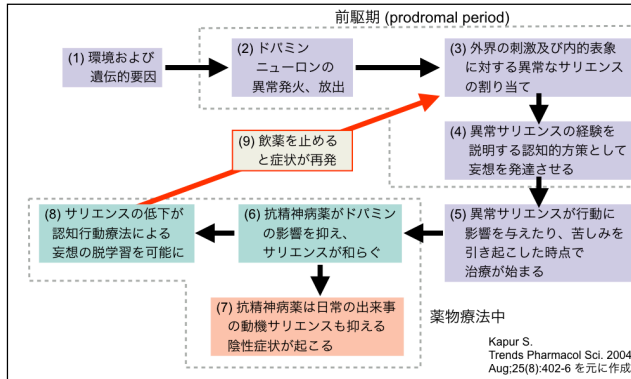 前駆期 (prodromal period)
(1) 環境および
遺伝的要因
(2) ドパミン
ニューロンの
異常発火、放出
(3) 外界の刺激及び内的表象
に対する異常なサリエンス
の割り当て
(4) 異常サリエンスの経験を
説明する認知的方策として
妄想を発達させる
(9) 飲薬を止める
と症状が再発
(8) サリエンスの低下が
認知行動療法による
妄想の脱学習を可能に
(6) 抗精神病薬がドパミン
の影響を抑え、
サリエンスが和らぐ
(5) 異常サリエンスが行動に
影響を与えたり、苦しみを
引き起こした時点で
治療が始まる
(7) 抗精神病薬は日常の出来事
の動機サリエンスも抑える
陰性症状が起こる
薬物療法中
Kapur S.
Trends Pharmacol Sci. 2004
Aug;25(8):402-6 を元に作成